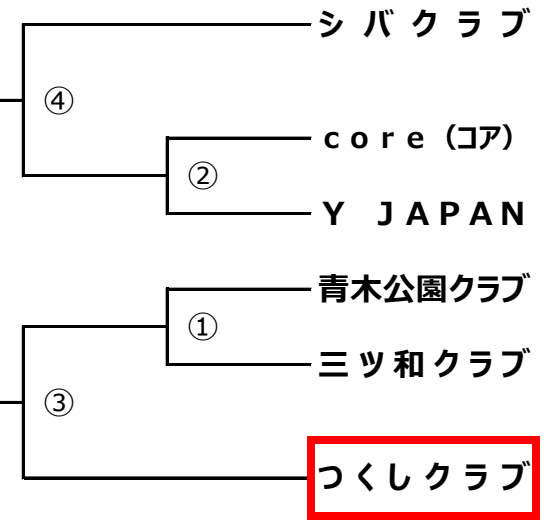 シバクラブ
④
core（コア）
②
Y JAPAN
青木公園クラブ
①
三ツ和クラブ
③
つくしクラブ